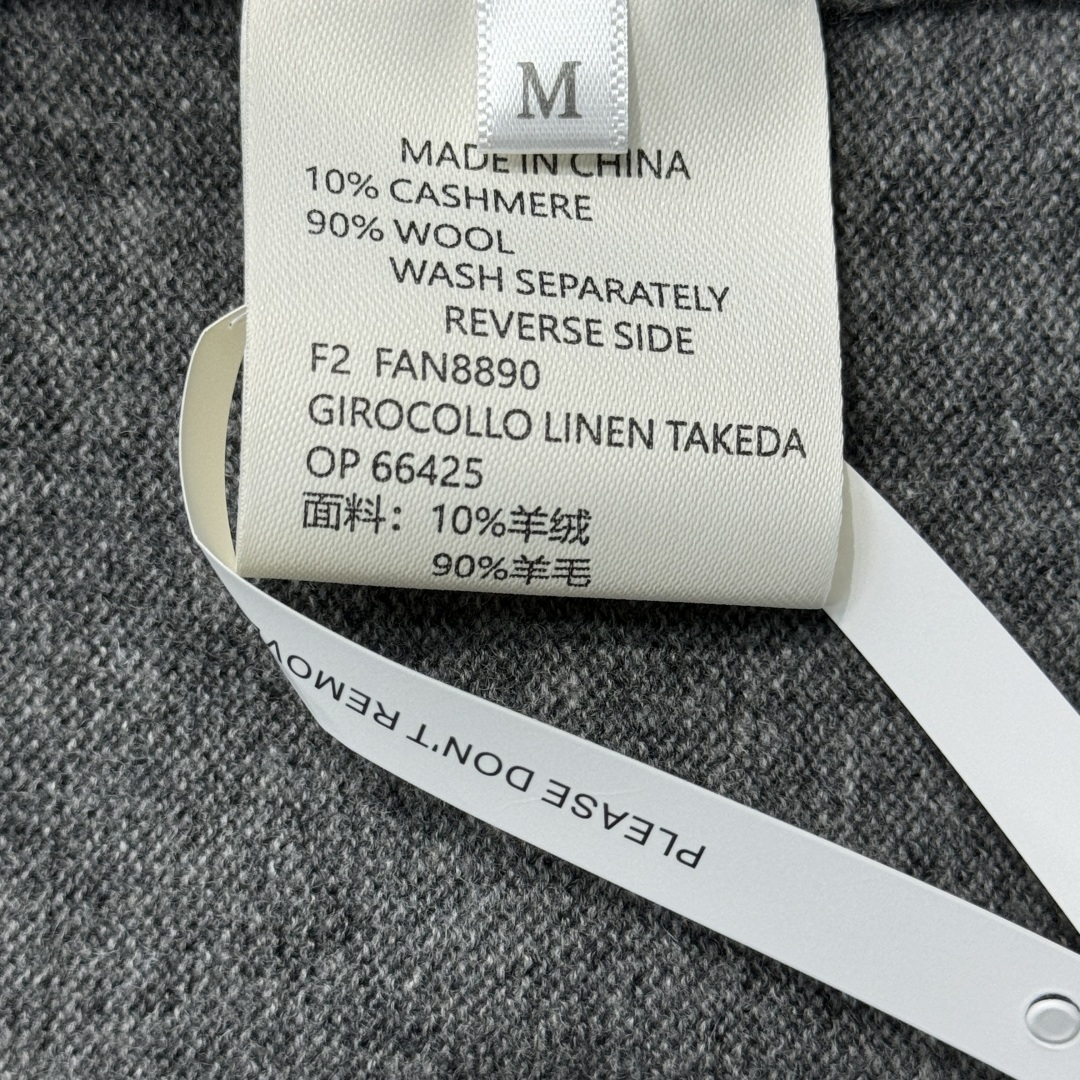 M
MADE IN CHINA
10% CASHMERE
90% WOOL
WASH SEPARATELY
REVERSE SIDE
F2 FAN8890
GIROCOLLO LINEN TAKEDA
OP 66425
面料：10%羊绒
90%羊毛
PLEASE DON'T REMOV